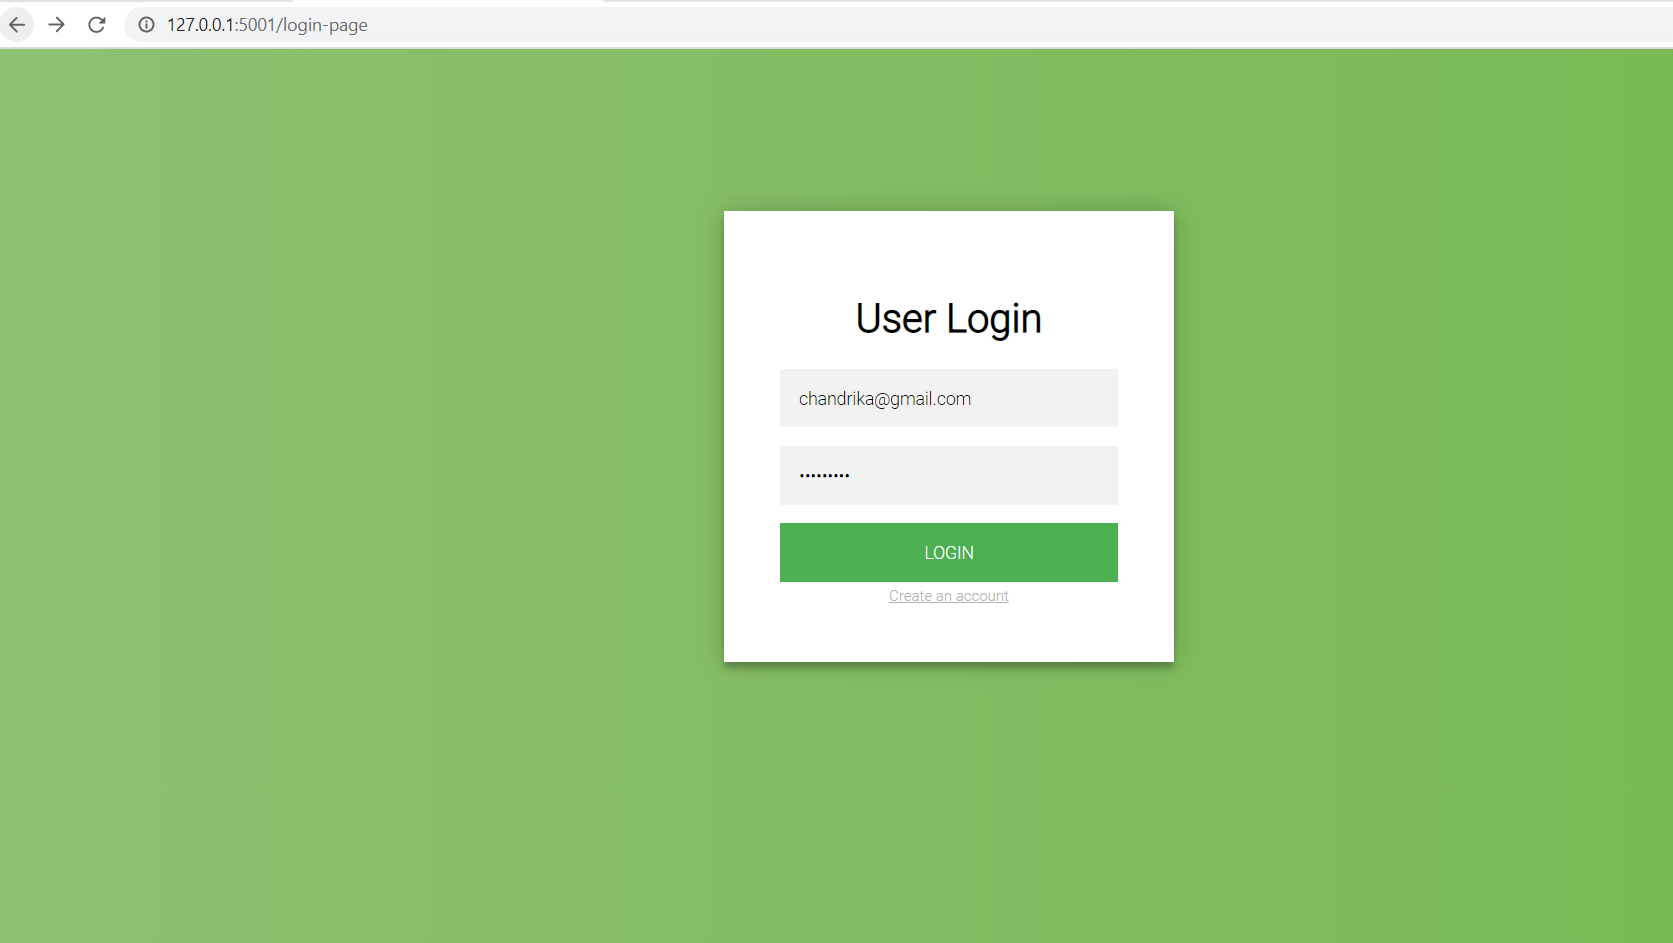 127.0.0.1:5001/login-page
User Login
chandrika@gmail.com
•••••••••
LOGIN
Create an account